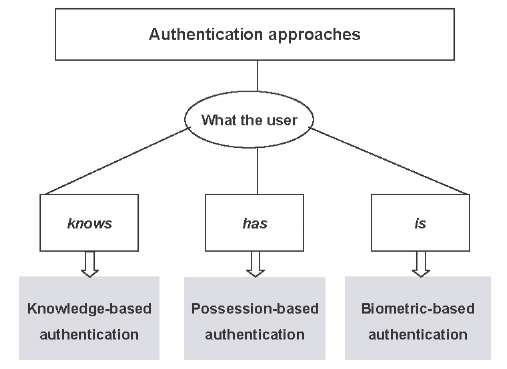 Authentication approaches
What the user
knows
has
is
Knowledge-based
authentication
Possession-based
authentication
Biometric-based
authentication